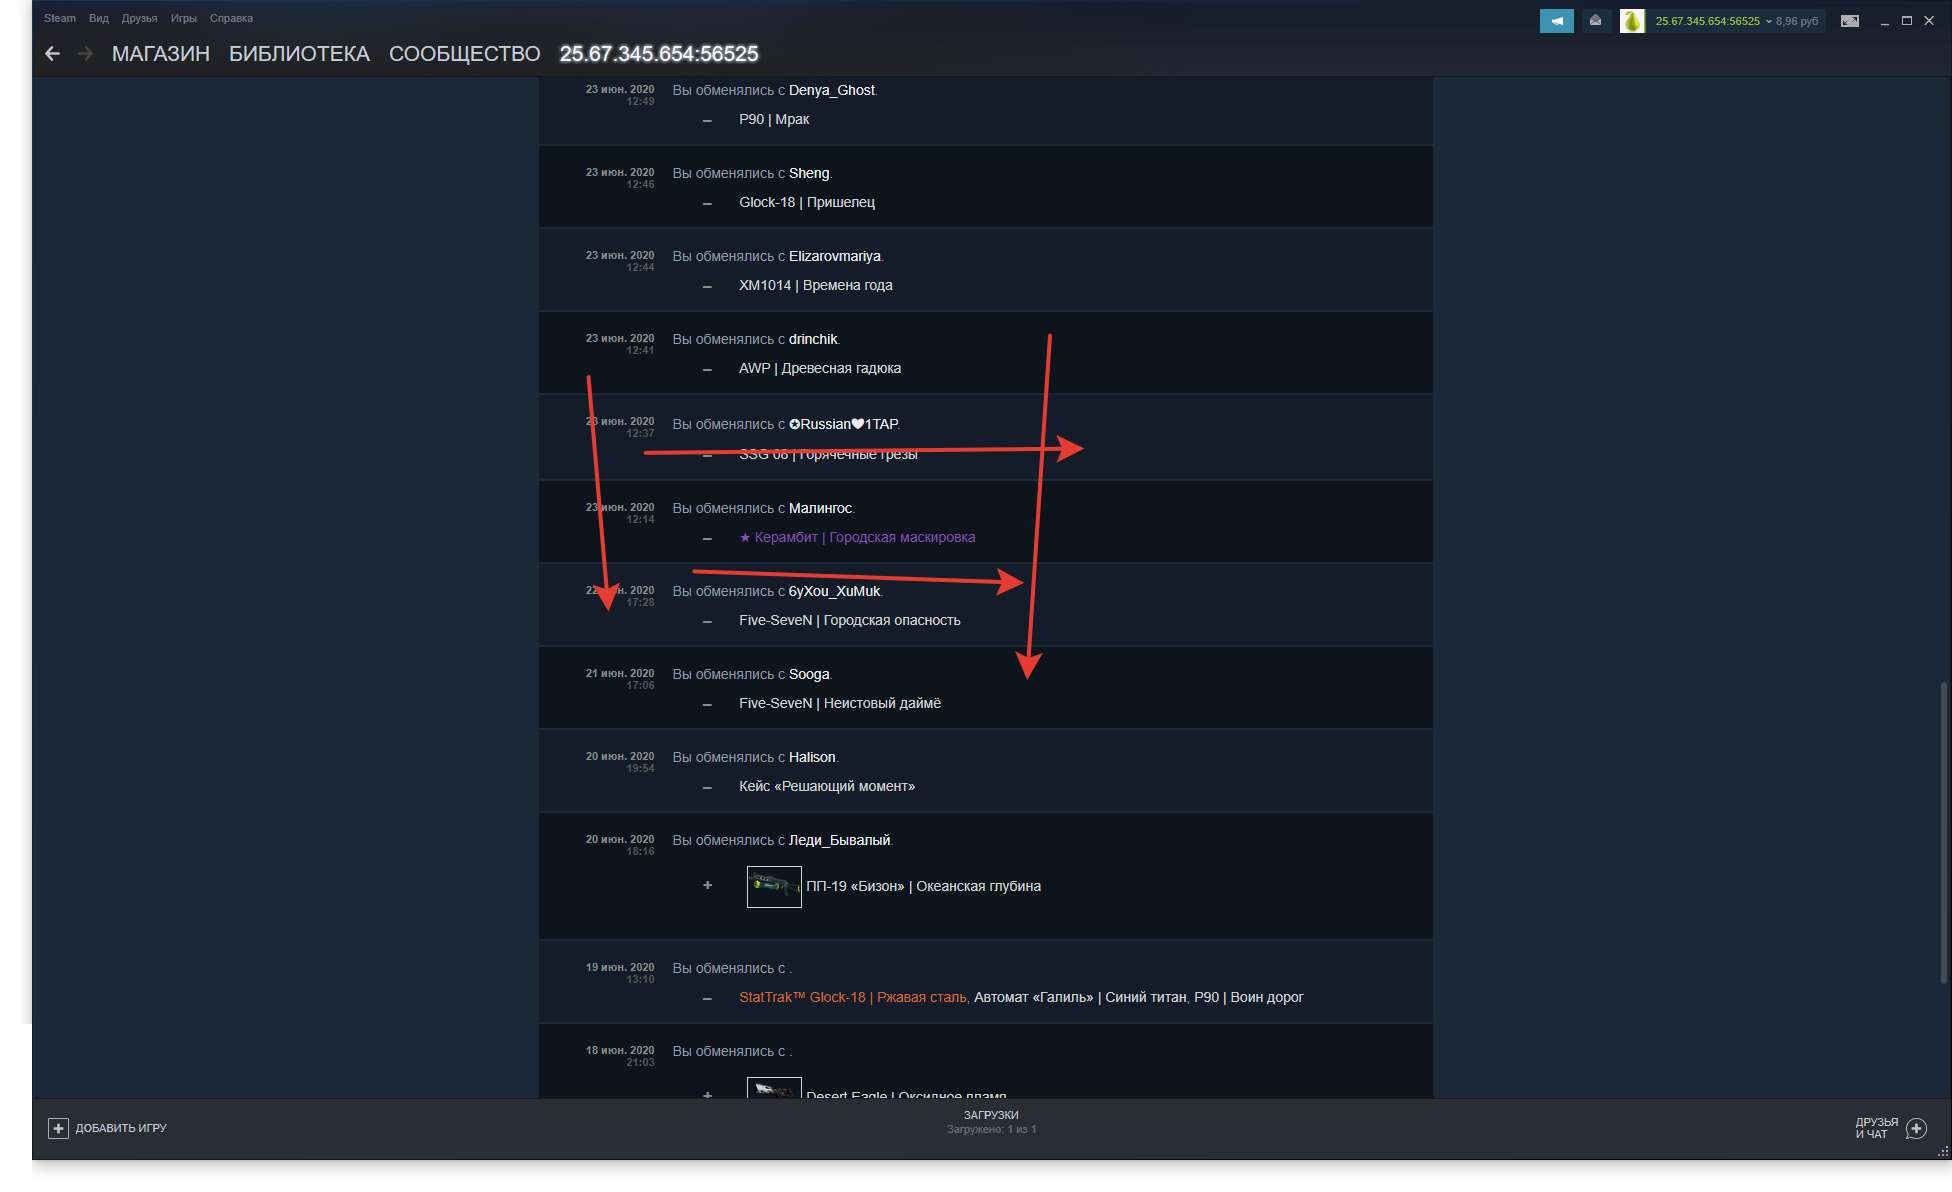 Steam Вид Друзья Игры Справка
25.67.345.654:56525 8,96 руб
МАГАЗИН БИБЛИОТЕКА СООБЩЕСТВО 25.67.345.654:56525
23 июн. 2020 Вы обменялись с Denya_Ghost.
12:49
– P90 | Мрак
23 июн. 2020 Вы обменялись с Sheng.
12:46
– Glock-18 | Пришелец
23 июн. 2020 Вы обменялись с Elizarovmariya.
12:44
– XM1014 | Времена года
23 июн. 2020 Вы обменялись с drinchik.
12:41
– AWP | Древесная гадюка
23 июн. 2020 Вы обменялись с ✪Russian❤1TAP.
12:37
– SSG 08 | Горячечные грезы
23 июн. 2020 Вы обменялись с Малингос.
12:14
– ★ Керамбит | Городская маскировка
22 июн. 2020 Вы обменялись с 6yXou_XuMuk.
17:28
– Five-SeveN | Городская опасность
21 июн. 2020 Вы обменялись с Sooga.
17:06
– Five-SeveN | Неистовый даймё
20 июн. 2020 Вы обменялись с Halison.
19:54
– Кейс «Решающий момент»
20 июн. 2020 Вы обменялись с Леди_Бывалый.
18:16
+ ПП-19 «Бизон» | Океанская глубина
19 июн. 2020 Вы обменялись с .
13:10
– StatTrak™ Glock-18 | Ржавая сталь, Автомат «Галиль» | Синий титан, P90 | Воин дорог
18 июн. 2020 Вы обменялись с .
21:03
+ Desert Eagle | Оксидное пламя
ДОБАВИТЬ ИГРУ
ЗАГРУЗКИ
Загружено: 1 из 1
ДРУЗЬЯ
И ЧАТ